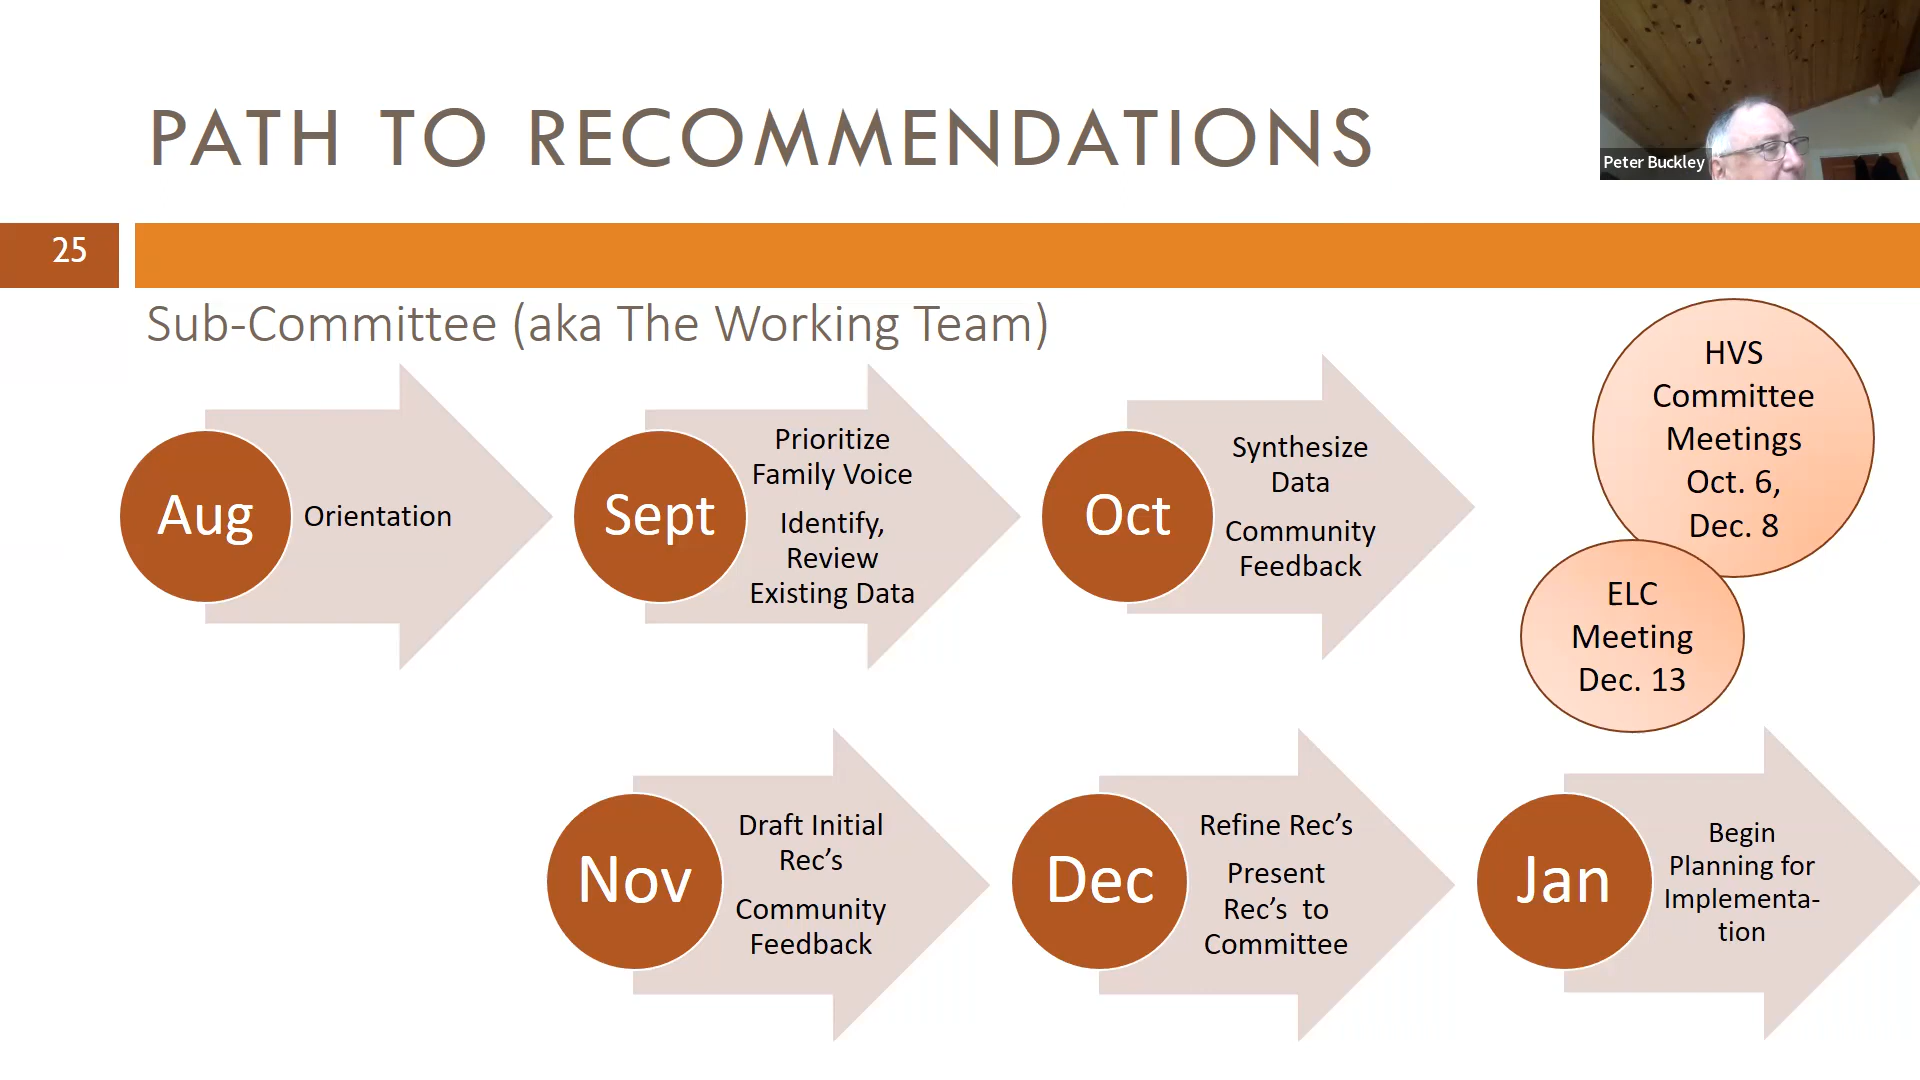 PATH TO RECOMMENDATIONS
Peter Buckley
25
Sub-Committee (aka The Working Team)
Aug
Orientation
Sept
Prioritize
Family Voice
Identify,
Review
Existing Data
Oct
Synthesize
Data
Community
Feedback
HVS
Committee
Meetings
Oct. 6,
Dec. 8
ELC
Meeting
Dec. 13
Nov
Draft Initial
Rec’s
Community
Feedback
Dec
Refine Rec’s
Present
Rec’s to
Committee
Jan
Begin
Planning for
Implementa-
tion